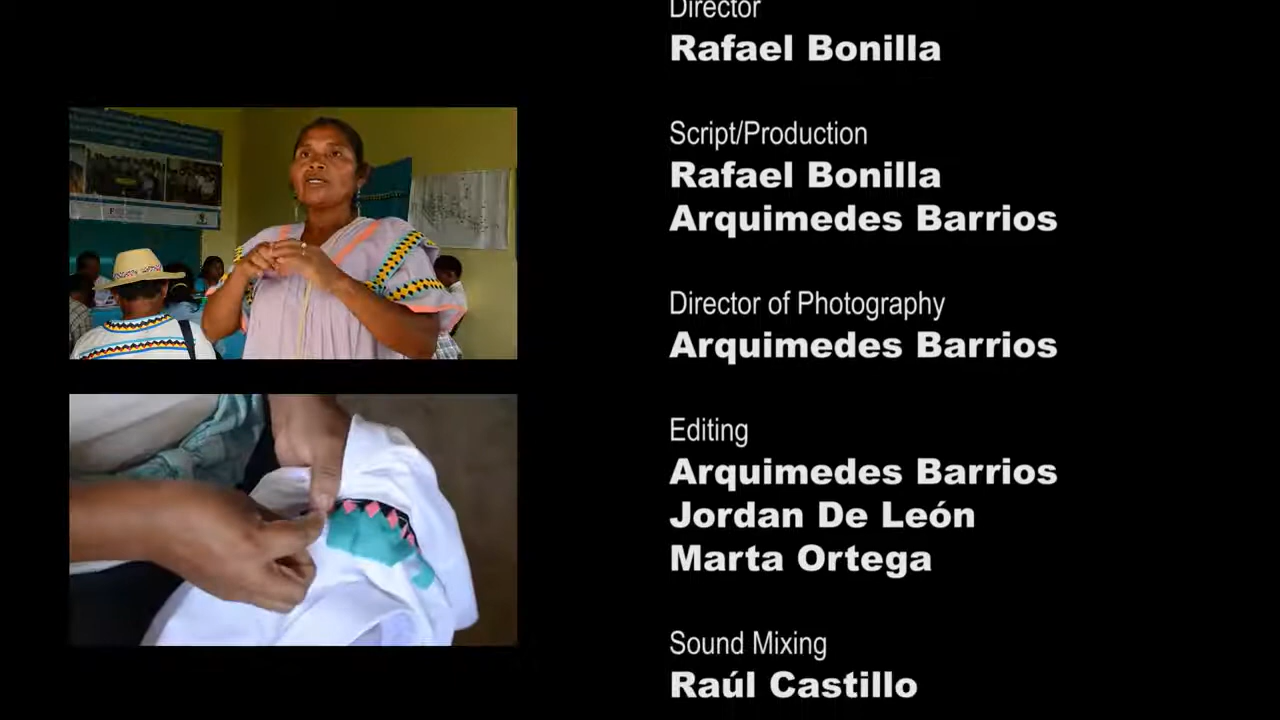 Director
Rafael Bonilla
Script/Production
Rafael Bonilla
Arquimedes Barrios
Director of Photography
Arquimedes Barrios
Editing
Arquimedes Barrios
Jordan De León
Marta Ortega
Sound Mixing
Raúl Castillo